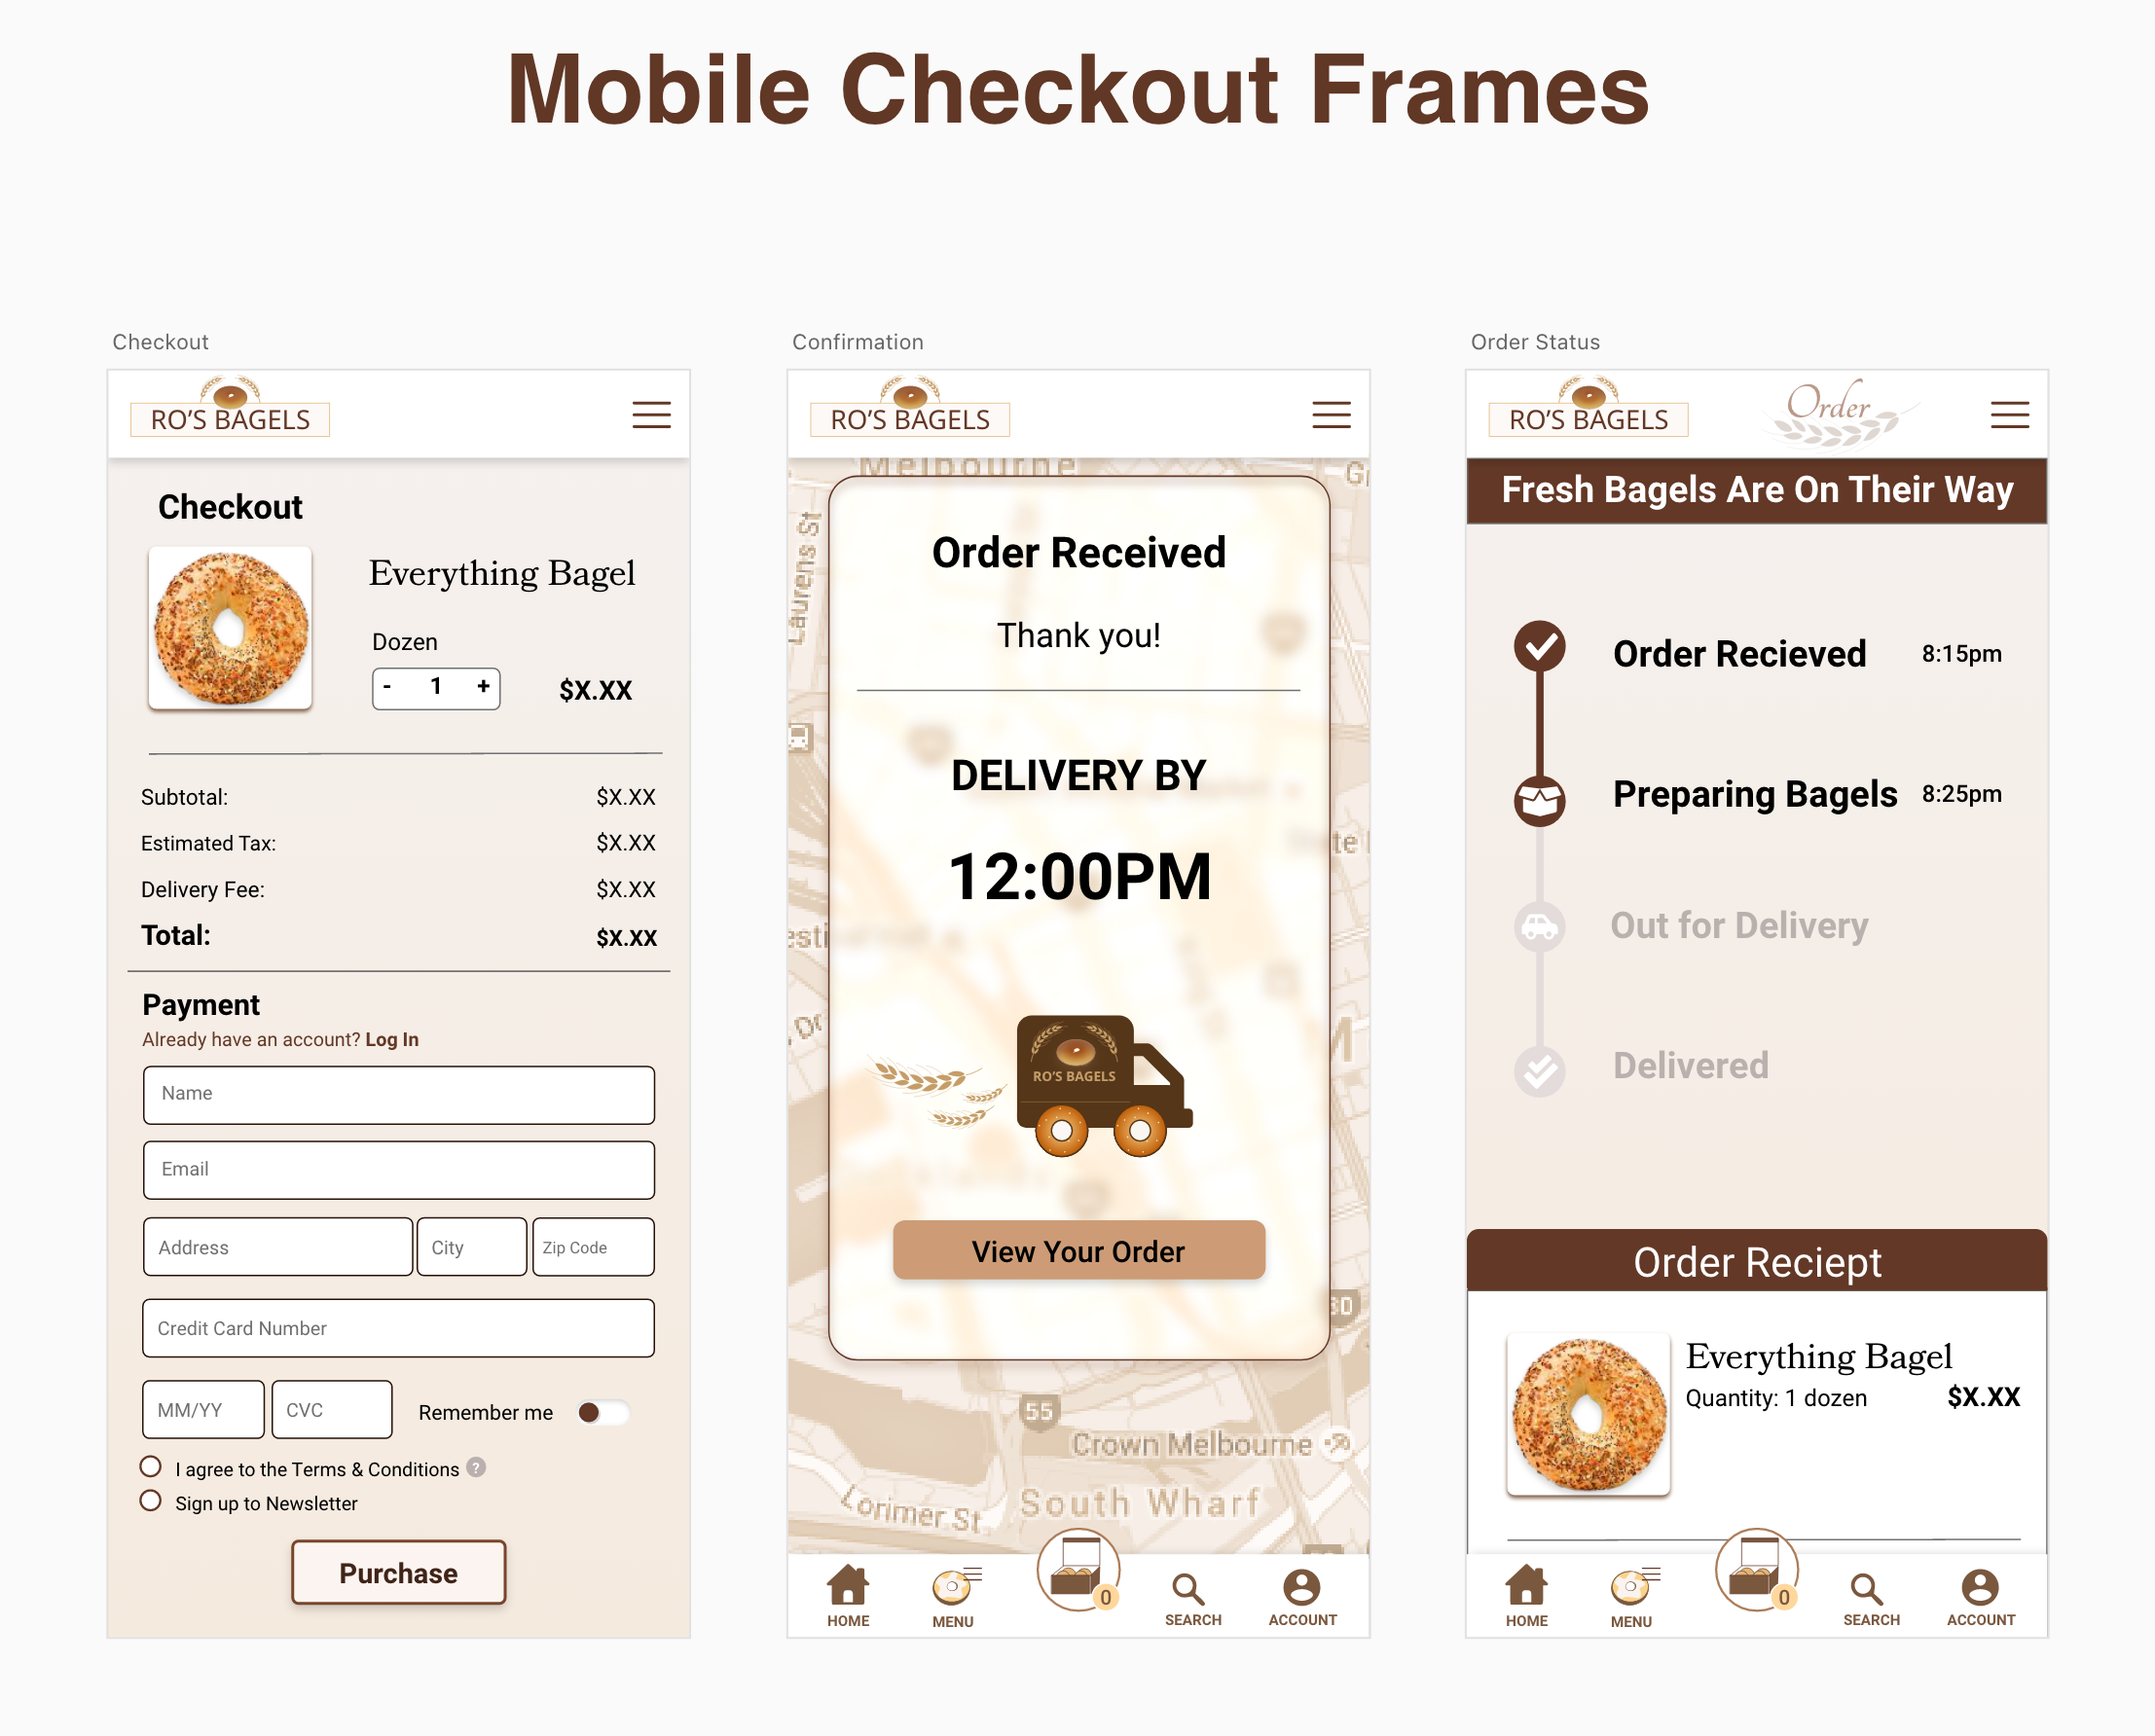 Mobile Checkout Frames
Checkout
RO'S BAGELS
Checkout
Everything Bagel
Dozen
- 1 + $X.XX
Subtotal: $X.XX
Estimated Tax: $X.XX
Delivery Fee: $X.XX
Total: $X.XX
Payment
Already have an account? Log In
Name
Email
Address City Zip Code
Credit Card Number
MM/YY CVC Remember me
I agree to the Terms & Conditions ?
Sign up to Newsletter
Purchase
Confirmation
RO'S BAGELS
Melbourne
Laurens St
Order Received
Thank you!
DELIVERY BY
12:00PM
RO'S BAGELS
View Your Order
55
Crown Melbourne
South Wharf
Lorimer St
0
HOME MENU SEARCH ACCOUNT
Order Status
RO'S BAGELS
Order
Fresh Bagels Are On Their Way
Order Recieved 8:15pm
Preparing Bagels 8:25pm
Out for Delivery
Delivered
Order Reciept
Everything Bagel
Quantity: 1 dozen $X.XX
0
HOME MENU SEARCH ACCOUNT